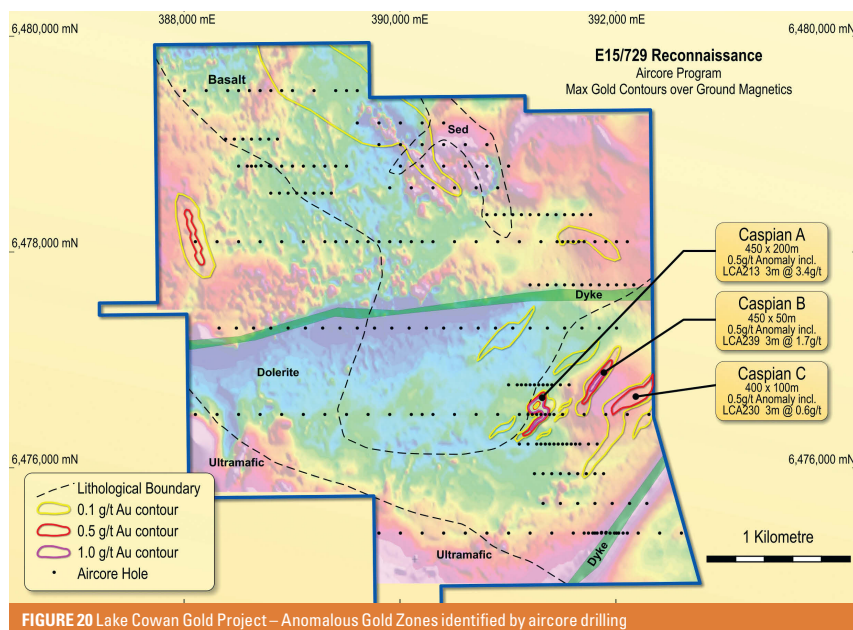 388,000 mE
390,000 mE
392,000 mE
6,480,000 mN
6,480,000 mN
E15/729 Reconnaissance
Aircore Program
Max Gold Contours over Ground Magnetics
Basalt
Sed
6,478,000 mN
Caspian A
450 x 200m
0.5g/t Anomaly incl.
LCA213 3m @ 3.4g/t
Dyke
Caspian B
450 x 50m
0.5g/t Anomaly incl.
LCA239 3m @ 1.7g/t
Dolerite
Caspian C
400 x 100m
0.5g/t Anomaly incl.
LCA230 3m @ 0.6g/t
6,476,000 mN
Ultramafic
6,476,000 mN
Lithological Boundary
0.1 g/t Au contour
0.5 g/t Au contour
1.0 g/t Au contour
Aircore Hole
Ultramafic
Dyke
1 Kilometre
FIGURE 20 Lake Cowan Gold Project – Anomalous Gold Zones identified by aircore drilling